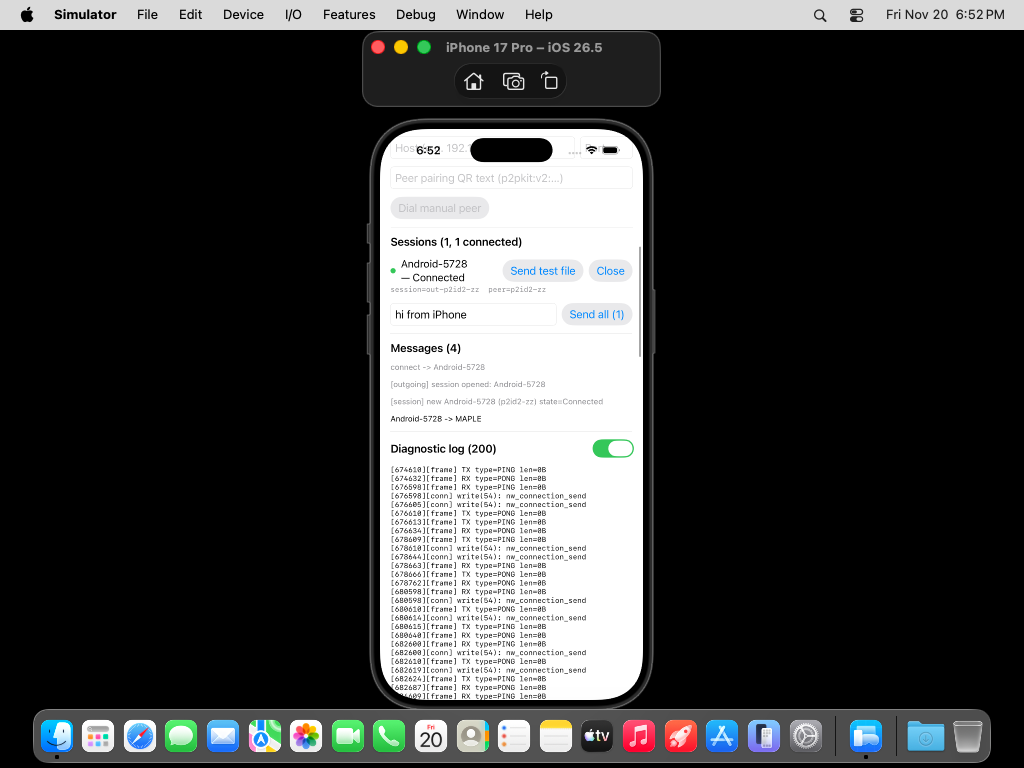 Simulator File Edit Device I/O Features Debug Window Help Fri Nov 20 6:52 PM
iPhone 17 Pro – iOS 26.5
6:52
Peer pairing QR text (p2pkit:v2:...)
Dial manual peer
Sessions (1, 1 connected)
Android-5728
— Connected
Send test file Close
session=out-p2id2-zz peer=p2id2-zz
hi from iPhone Send all (1)
Messages (4)
connect -> Android-5728
[outgoing] session opened: Android-5728
[session] new Android-5728 (p2id2-zz) state=Connected
Android-5728 -> MAPLE
Diagnostic log (200)
[674610][frame] TX type=PING len=0B
[674632][frame] RX type=PONG len=0B
[676598][frame] RX type=PING len=0B
[676598][conn] write(54): nw_connection_send
[676605][conn] write(54): nw_connection_send
[676610][frame] TX type=PONG len=0B
[676613][frame] TX type=PING len=0B
[676634][frame] RX type=PONG len=0B
[678609][frame] TX type=PING len=0B
[678610][conn] write(54): nw_connection_send
[678644][conn] write(54): nw_connection_send
[678663][frame] RX type=PING len=0B
[678666][frame] TX type=PONG len=0B
[678762][frame] RX type=PONG len=0B
[680598][frame] RX type=PING len=0B
[680598][conn] write(54): nw_connection_send
[680610][frame] TX type=PONG len=0B
[680614][conn] write(54): nw_connection_send
[680615][frame] TX type=PING len=0B
[680640][frame] RX type=PONG len=0B
[682600][frame] RX type=PING len=0B
[682600][conn] write(54): nw_connection_send
[682610][frame] TX type=PONG len=0B
[682619][conn] write(54): nw_connection_send
[682624][frame] TX type=PING len=0B
[682687][frame] RX type=PONG len=0B
[frame] RX type=PING len=0B
Fri
20
tv